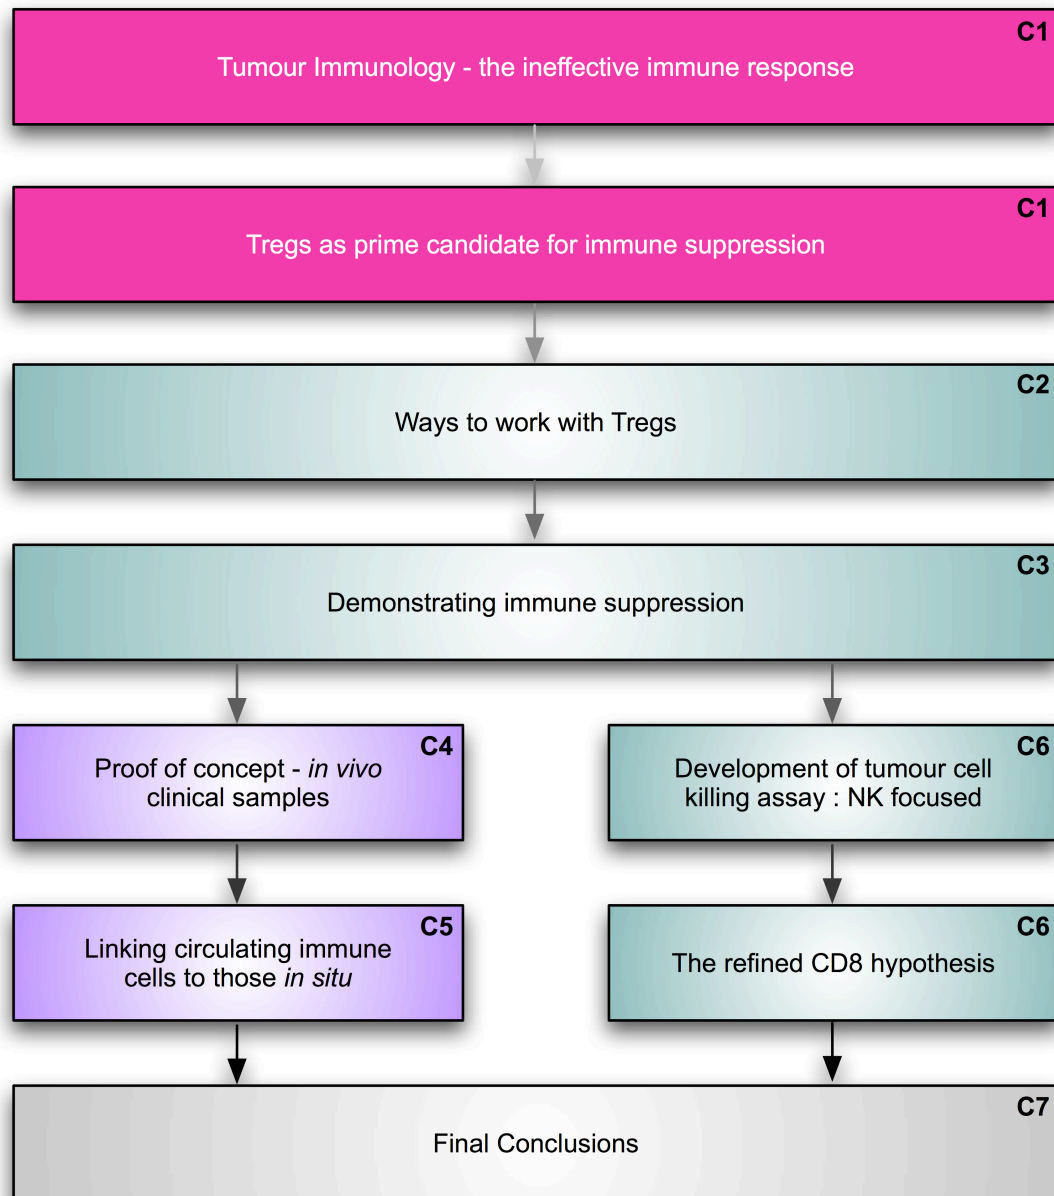 C1
Tumour Immunology - the ineffective immune response
C1
Tregs as prime candidate for immune suppression
C2
Ways to work with Tregs
C3
Demonstrating immune suppression
C4
Proof of concept - in vivo
clinical samples
C6
Development of tumour cell
killing assay : NK focused
C5
Linking circulating immune
cells to those in situ
C6
The refined CD8 hypothesis
C7
Final Conclusions